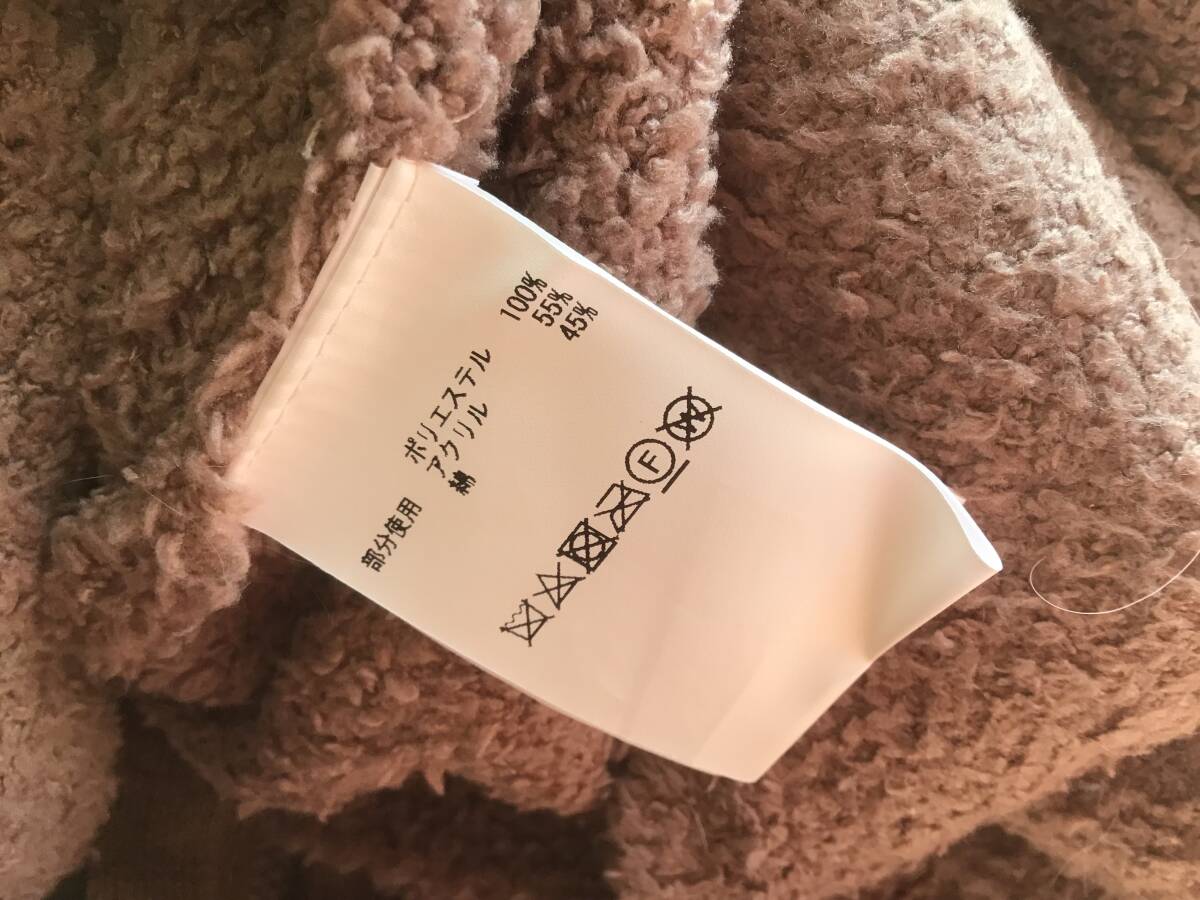 ポリエステル 100%
アクリル 55%
綿 45%
部分使用
F
W